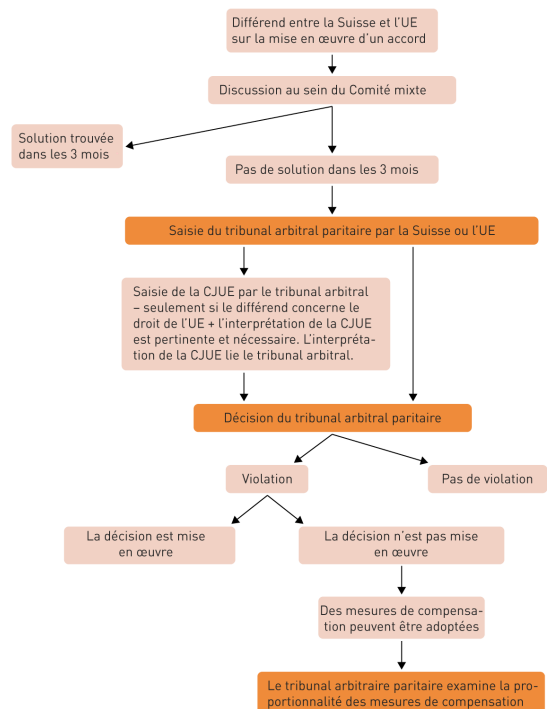 Différend entre la Suisse et l'UE
sur la mise en œuvre d'un accord
Discussion au sein du Comité mixte
Solution trouvée
dans les 3 mois
Pas de solution dans les 3 mois
Saisie du tribunal arbitral paritaire par la Suisse ou l'UE
Saisie de la CJUE par le tribunal arbitral
– seulement si le différend concerne le
droit de l'UE + l'interprétation de la CJUE
est pertinente et nécessaire. L'interpréta-
tion de la CJUE lie le tribunal arbitral.
Décision du tribunal arbitral paritaire
Violation
Pas de violation
La décision est mise
en œuvre
La décision n'est pas mise
en œuvre
Des mesures de compensa-
tion peuvent être adoptées
Le tribunal arbitraire paritaire examine la pro-
portionnalité des mesures de compensation